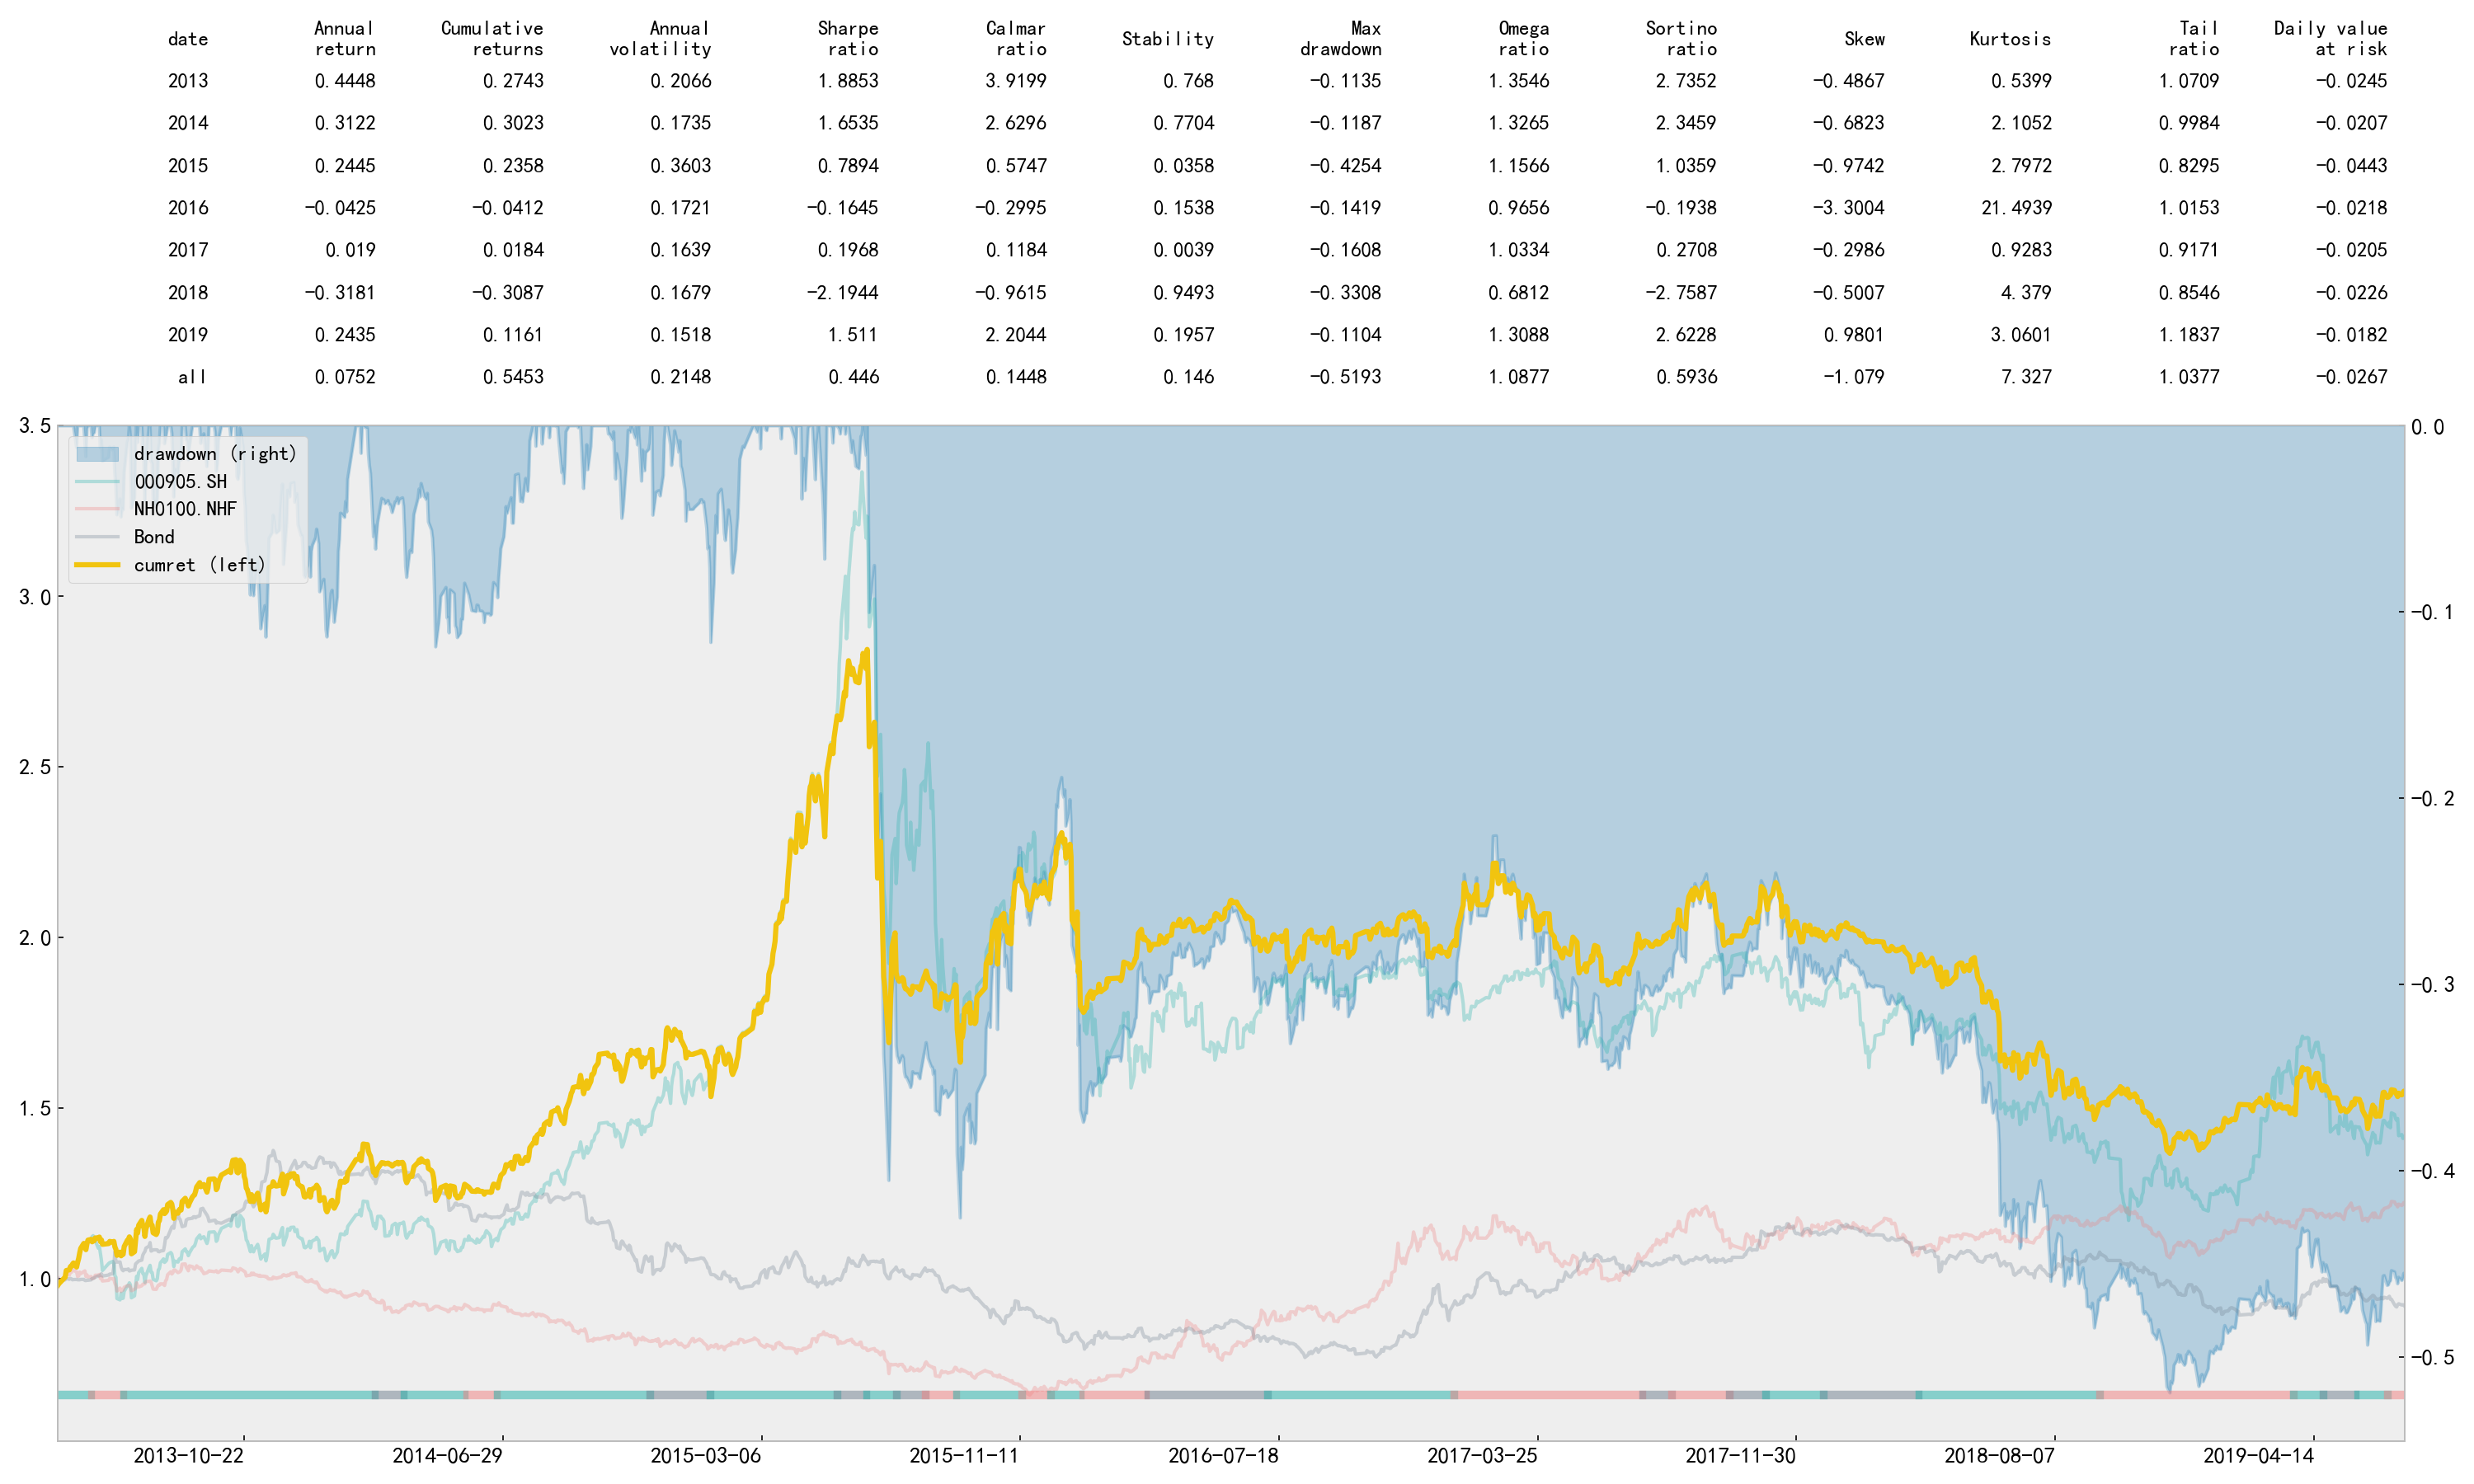 date Annual return Cumulative returns Annual volatility Sharpe ratio Calmar ratio Stability Max drawdown Omega ratio Sortino ratio Skew Kurtosis Tail ratio Daily value at risk
2013 0.4448 0.2743 0.2066 1.8853 3.9199 0.768 −0.1135 1.3546 2.7352 −0.4867 0.5399 1.0709 −0.0245
2014 0.3122 0.3023 0.1735 1.6535 2.6296 0.7704 −0.1187 1.3265 2.3459 −0.6823 2.1052 0.9984 −0.0207
2015 0.2445 0.2358 0.3603 0.7894 0.5747 0.0358 −0.4254 1.1566 1.0359 −0.9742 2.7972 0.8295 −0.0443
2016 −0.0425 −0.0412 0.1721 −0.1645 −0.2995 0.1538 −0.1419 0.9656 −0.1938 −3.3004 21.4939 1.0153 −0.0218
2017 0.019 0.0184 0.1639 0.1968 0.1184 0.0039 −0.1608 1.0334 0.2708 −0.2986 0.9283 0.9171 −0.0205
2018 −0.3181 −0.3087 0.1679 −2.1944 −0.9615 0.9493 −0.3308 0.6812 −2.7587 −0.5007 4.379 0.8546 −0.0226
2019 0.2435 0.1161 0.1518 1.511 2.2044 0.1957 −0.1104 1.3088 2.6228 0.9801 3.0601 1.1837 −0.0182
all 0.0752 0.5453 0.2148 0.446 0.1448 0.146 −0.5193 1.0877 0.5936 −1.079 7.327 1.0377 −0.0267
3.5
3.0
2.5
2.0
1.5
1.0
drawdown (right)
000905.SH
NH0100.NHF
Bond
cumret (left)
0.0
−0.1
−0.2
−0.3
−0.4
−0.5
2013−10−22 2014−06−29 2015−03−06 2015−11−11 2016−07−18 2017−03−25 2017−11−30 2018−08−07 2019−04−14